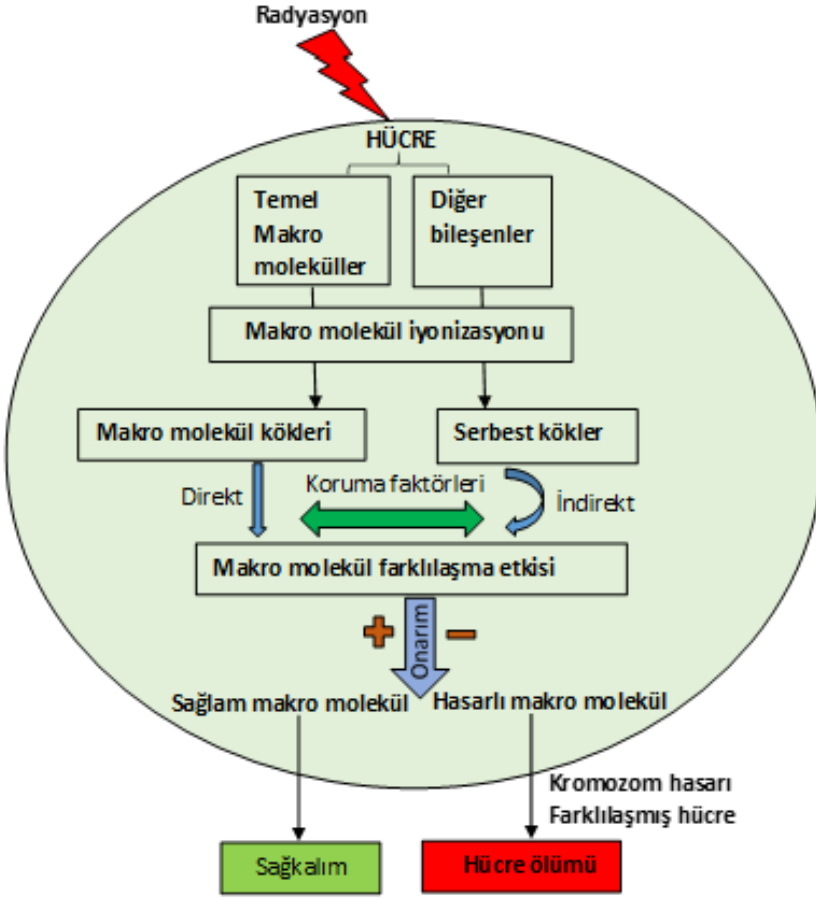 Radyasyon
HÜCRE
Temel
Makro
moleküller
Diğer
bileşenler
Makro molekül iyonizasyonu
Makro molekül kökleri
Serbest kökler
Direkt
Koruma faktörleri
İndirekt
Makro molekül farklılaşma etkisi
Onarım
Sağlam makro molekül
Hasarlı makro molekül
Kromozom hasarı
Farklılaşmış hücre
Sağkalım
Hücre ölümü